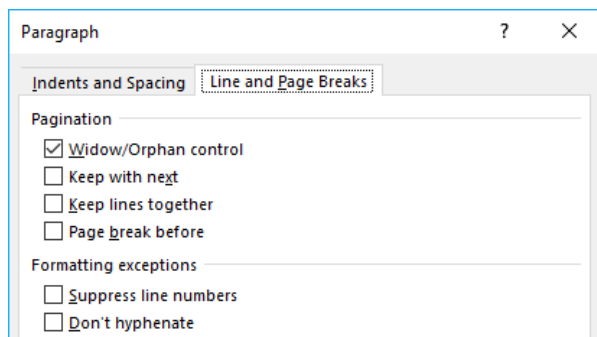 Paragraph ?
Indents and Spacing Line and Page Breaks
Pagination
Widow/Orphan control
Keep with next
Keep lines together
Page break before
Formatting exceptions
Suppress line numbers
Don't hyphenate